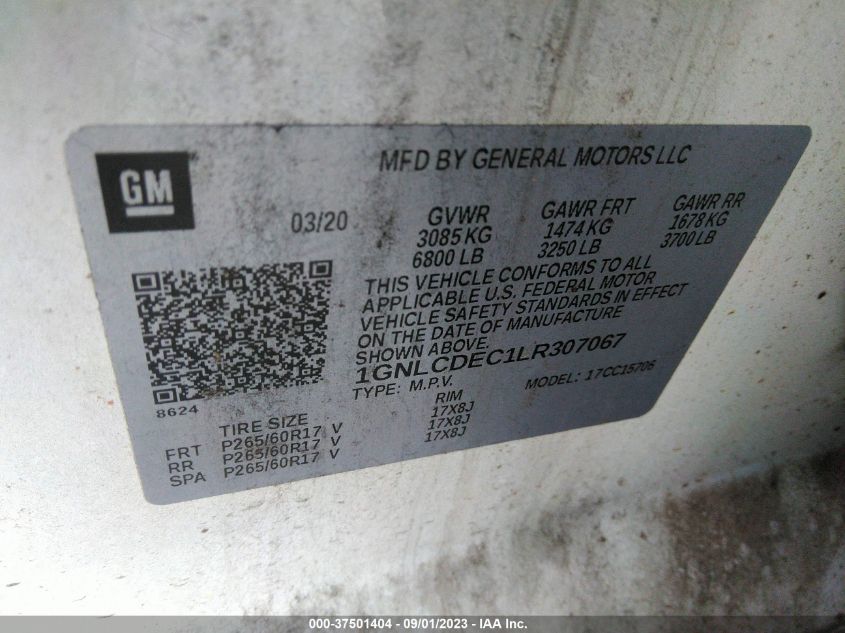 GM
MFD BY GENERAL MOTORS LLC
03/20
GVWR GAWR FRT GAWR RR
3085 KG 1474 KG 1678 KG
6800 LB 3250 LB 3700 LB
THIS VEHICLE CONFORMS TO ALL
APPLICABLE U.S. FEDERAL MOTOR
VEHICLE SAFETY STANDARDS IN EFFECT
ON THE DATE OF MANUFACTURE
SHOWN ABOVE.
1GNLCDEC1LR307067
TYPE: M.P.V. MODEL: 17CC15706
8624
TIRE SIZE RIM
FRT P265/60R17 V 17X8J
RR P265/60R17 V 17X8J
SPA P265/60R17 V 17X8J
000-37501404 - 09/01/2023 - IAA Inc.